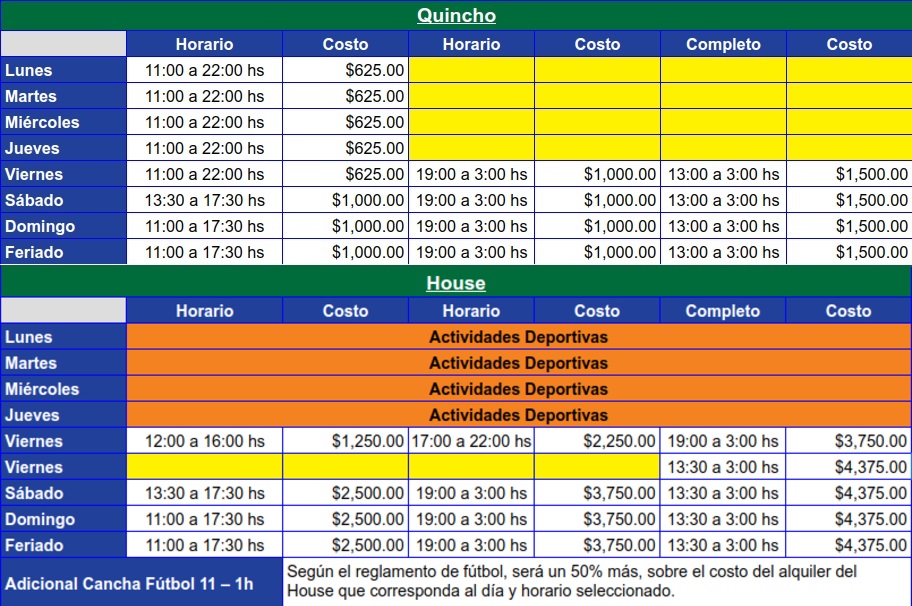 Quincho
Horario Costo Horario Costo Completo Costo
Lunes 11:00 a 22:00 hs $625.00
Martes 11:00 a 22:00 hs $625.00
Miércoles 11:00 a 22:00 hs $625.00
Jueves 11:00 a 22:00 hs $625.00
Viernes 11:00 a 22:00 hs $625.00 19:00 a 3:00 hs $1,000.00 13:00 a 3:00 hs $1,500.00
Sábado 13:30 a 17:30 hs $1,000.00 19:00 a 3:00 hs $1,000.00 13:00 a 3:00 hs $1,500.00
Domingo 11:00 a 17:30 hs $1,000.00 19:00 a 3:00 hs $1,000.00 13:00 a 3:00 hs $1,500.00
Feriado 11:00 a 17:30 hs $1,000.00 19:00 a 3:00 hs $1,000.00 13:00 a 3:00 hs $1,500.00
House
Horario Costo Horario Costo Completo Costo
Lunes Actividades Deportivas
Martes Actividades Deportivas
Miércoles Actividades Deportivas
Jueves Actividades Deportivas
Viernes 12:00 a 16:00 hs $1,250.00 17:00 a 22:00 hs $2,250.00 19:00 a 3:00 hs $3,750.00
Viernes 13:30 a 3:00 hs $4,375.00
Sábado 13:30 a 17:30 hs $2,500.00 19:00 a 3:00 hs $3,750.00 13:30 a 3:00 hs $4,375.00
Domingo 11:00 a 17:30 hs $2,500.00 19:00 a 3:00 hs $3,750.00 13:30 a 3:00 hs $4,375.00
Feriado 11:00 a 17:30 hs $2,500.00 19:00 a 3:00 hs $3,750.00 13:30 a 3:00 hs $4,375.00
Adicional Cancha Fútbol 11 – 1h
Según el reglamento de fútbol, será un 50% más, sobre el costo del alquiler del
House que corresponda al día y horario seleccionado.